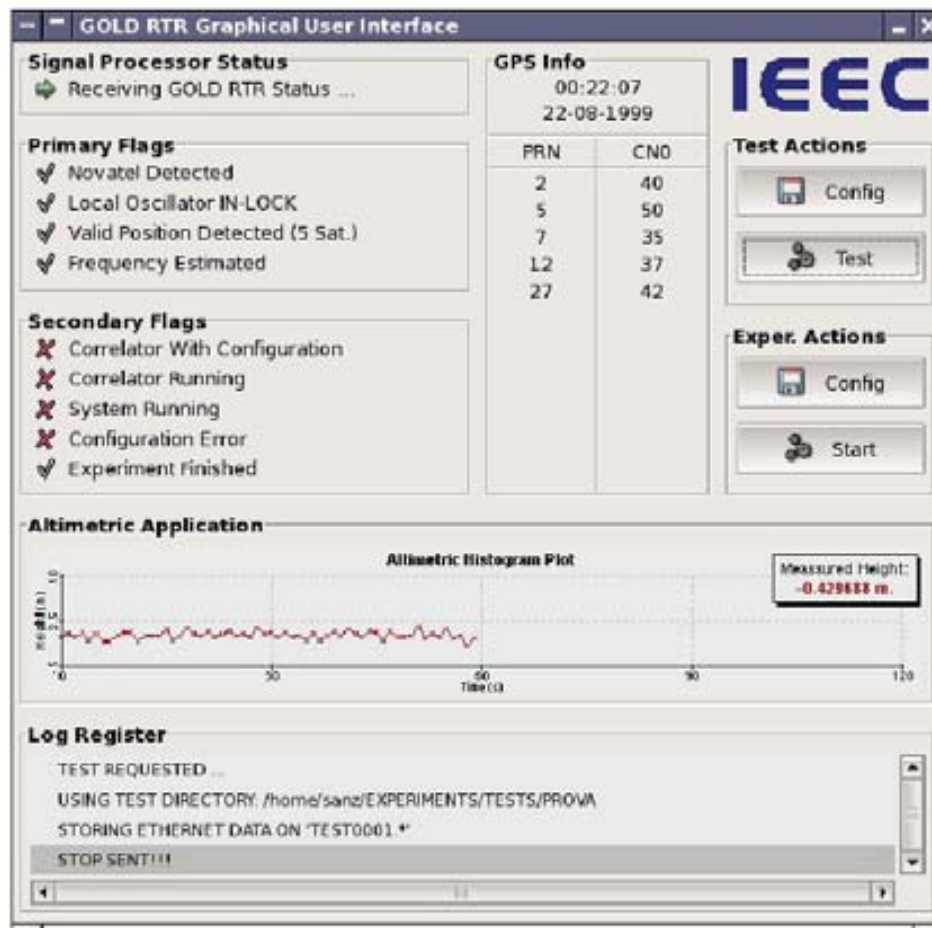 GOLD RTR Graphical User Interface
Signal Processor Status
Receiving GOLD RTR Status ...
Primary Flags
Novatel Detected
Local Oscillator IN-LOCK
Valid Position Detected (5 Sat.)
Frequency Estimated
Secondary Flags
Correlator With Configuration
Correlator Running
System Running
Configuration Error
Experiment Finished
GPS Info
00:22:07
22-08-1999
PRN CN0
2 40
5 50
7 35
12 37
27 42
IEEC
Test Actions
Config
Test
Exper. Actions
Config
Start
Altimetric Application
Altimetric Histogram Plot
Meassured Height:
-0.429688 m.
Height(m)
0 30 60 90 120
Time(s)
Log Register
TEST REQUESTED ...
USING TEST DIRECTORY: /home/sanz/EXPERIMENTS/TESTS/PROVA
STORING ETHERNET DATA ON 'TEST0001.*'
STOP SENT!!!